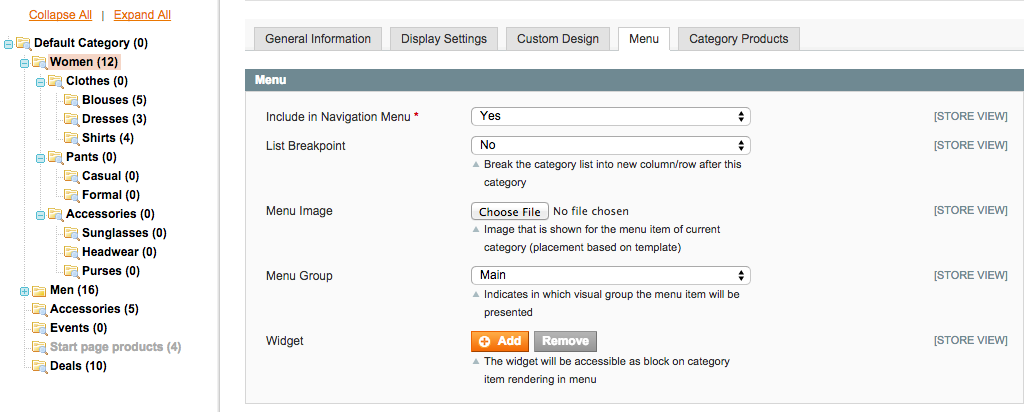 Collapse All | Expand All
Default Category (0)
Women (12)
Clothes (0)
Blouses (5)
Dresses (3)
Shirts (4)
Pants (0)
Casual (0)
Formal (0)
Accessories (0)
Sunglasses (0)
Headwear (0)
Purses (0)
Men (16)
Accessories (5)
Events (0)
Start page products (4)
Deals (10)
General Information
Display Settings
Custom Design
Menu
Category Products
Menu
Include in Navigation Menu * Yes [STORE VIEW]
List Breakpoint No [STORE VIEW]
Break the category list into new column/row after this
category
Menu Image Choose File No file chosen [STORE VIEW]
Image that is shown for the menu item of current
category (placement based on template)
Menu Group Main [STORE VIEW]
Indicates in which visual group the menu item will be
presented
Widget Add Remove [STORE VIEW]
The widget will be accessible as block on category
item rendering in menu